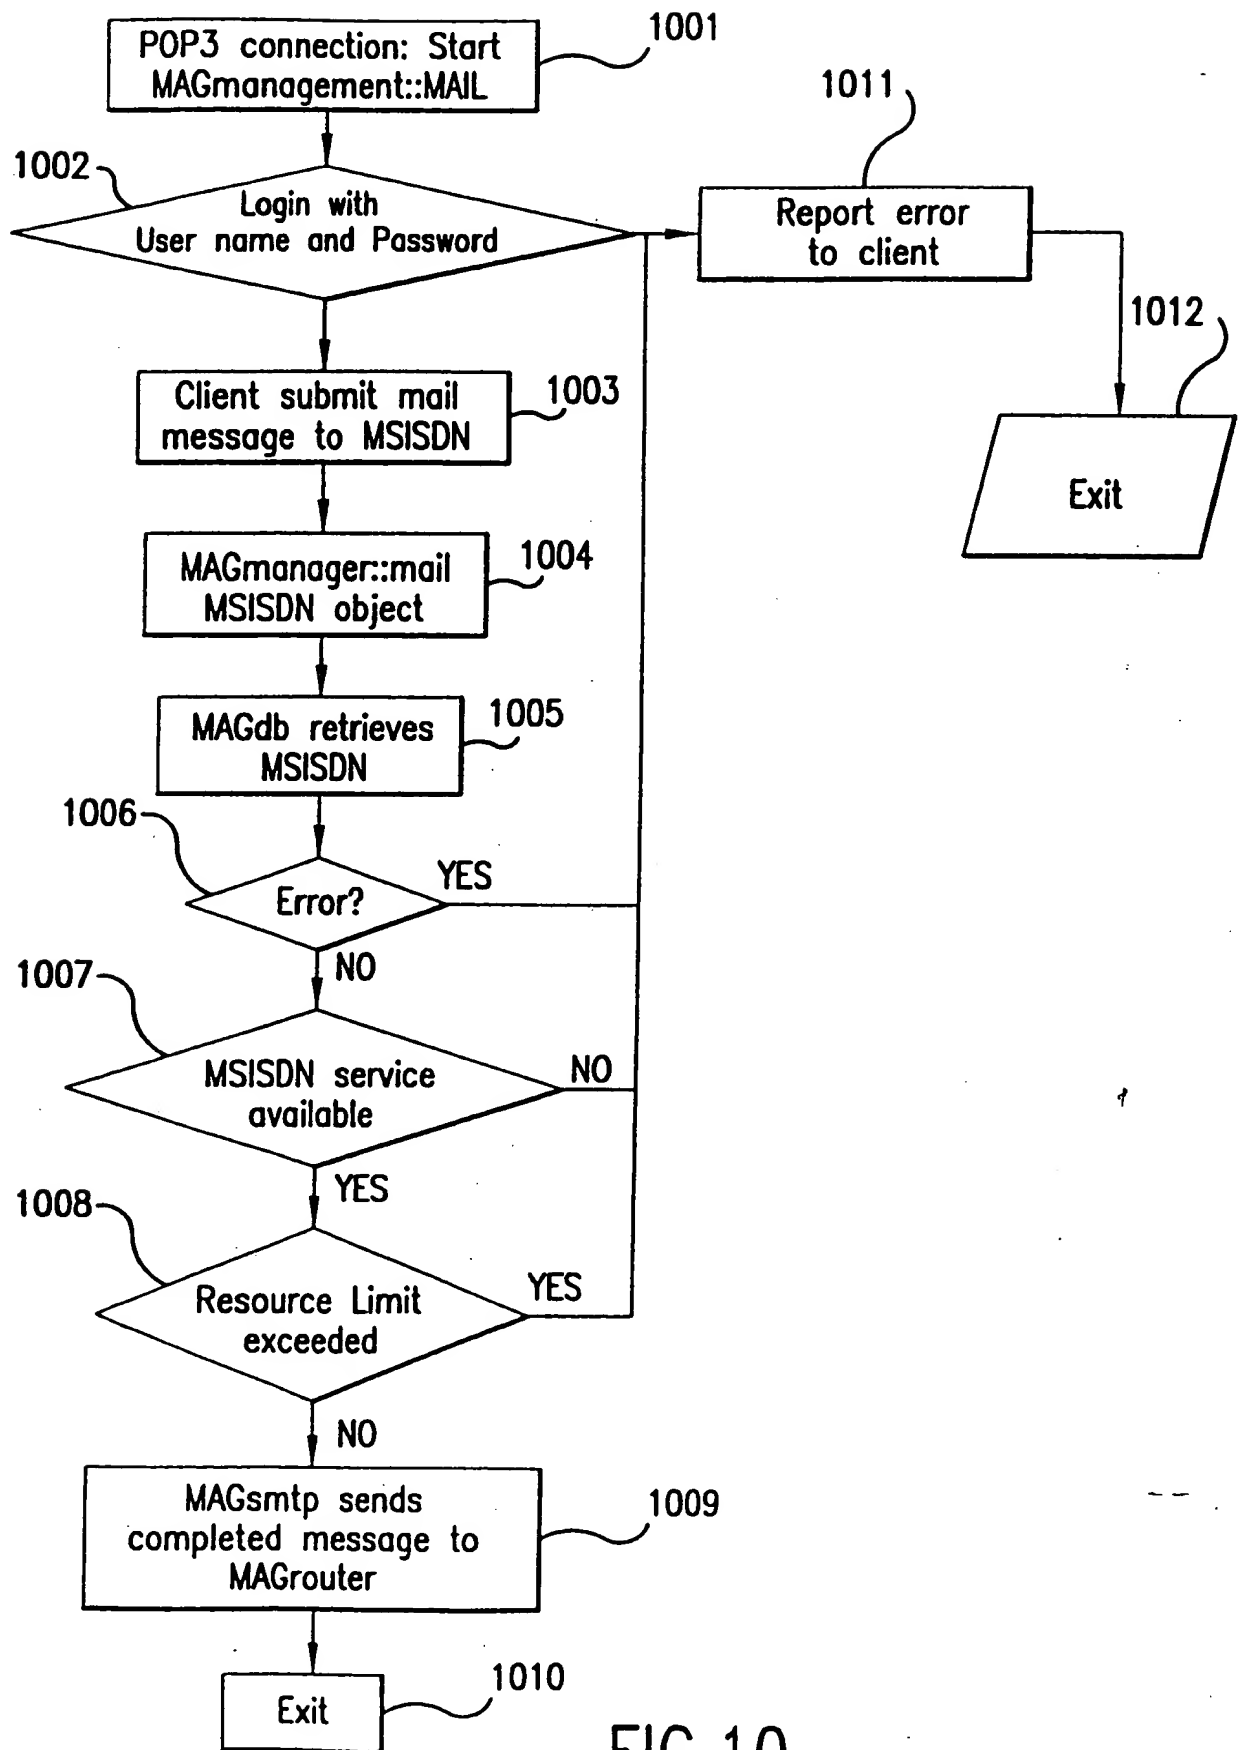 POP3 connection: Start
MAGmanagement::MAIL
1001
1011
1002
Login with
User name and Password
Report error
to client
1012
Client submit mail
message to MSISDN
1003
Exit
MAGmanager::mail
MSISDN object
1004
MAGdb retrieves
MSISDN
1005
1006
Error?
YES
NO
1007
MSISDN service
available
NO
YES
1008
Resource Limit
exceeded
YES
NO
MAGsmtp sends
completed message to
MAGrouter
1009
Exit
1010
FIG.10